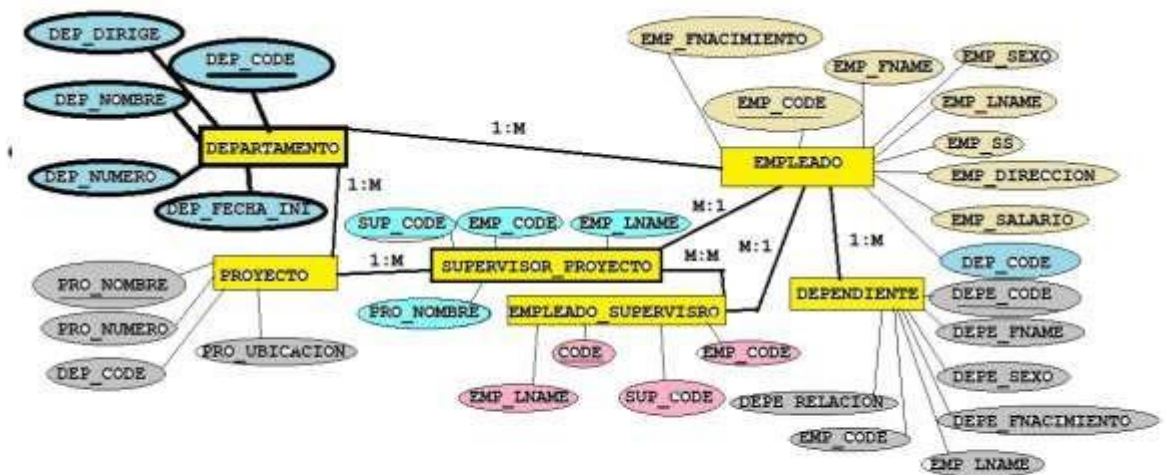 DEP_DIRIGE
DEP_CODE
DEP_NOMBRE
DEPARTAMENTO
DEP_NUMERO
DEP_FECHA_INI
1:M
1:M
EMP_FNACIMIENTO
EMP_FNAME
EMP_SEXO
EMP_CODE
EMP_LNAME
EMP_SS
EMPLEADO
EMP_DIRECCION
EMP_SALARIO
DEP_CODE
M:1
M:1
1:M
SUP_CODE
EMP_CODE
EMP_LNAME
1:M
SUPERVISOR_PROYECTO
M:M
PRO_NOMBRE
PROYECTO
PRO_NOMBRE
PRO_NUMERO
DEP_CODE
PRO_UBICACION
EMPLEADO_SUPERVISRO
CODE
EMP_CODE
EMP_LNAME
SUP_CODE
DEPENDIENTE
DEPE_CODE
DEPE_FNAME
DEPE_SEXO
DEPE_RELACION
DEPE_FNACIMIENTO
EMP_CODE
EMP_LNAME